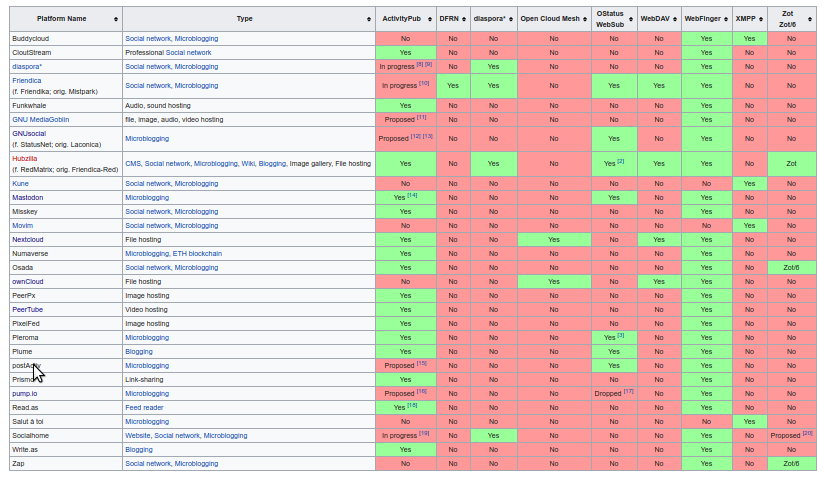 Platform Name Type ActivityPub DFRN diaspora* Open Cloud Mesh OStatus WebSub WebDAV WebFinger XMPP Zot Zot/6
Buddycloud Social network, Microblogging No No No No No No Yes Yes No
CloutStream Professional Social network Yes No No No No No Yes No No
diaspora* Social network, Microblogging In progress [8] [9] No Yes No No No Yes No No
Friendica (f. Friendika; orig. Mistpark) Social network, Microblogging In progress [10] Yes Yes No Yes Yes Yes No No
Funkwhale Audio, sound hosting Yes No No No No No Yes No No
GNU MediaGoblin file, image, audio, video hosting Proposed [11] No No No No No Yes No No
GNUsocial (f. StatusNet; orig. Laconica) Microblogging Proposed [12] [13] No No No Yes No Yes No No
Hubzilla (f. RedMatrix; orig. Friendica-Red) CMS, Social network, Microblogging, Wiki, Blogging, Image gallery, File hosting Yes No Yes No Yes [2] Yes Yes No Zot
Kune Social network, Microblogging No No No No No No No Yes No
Mastodon Microblogging Yes [14] No No No Yes No Yes No No
Misskey Social network, Microblogging Yes No No No No No Yes No No
Movim Social network, Microblogging No No No No No No No Yes No
Nextcloud File hosting Yes No No Yes No Yes Yes No No
Numaverse Microblogging, ETH blockchain Yes No No No No No Yes No No
Osada Social network, Microblogging Yes No No No No No Yes No Zot/6
ownCloud File hosting No No No Yes No Yes Yes No No
PeerPx Image hosting Yes No No No No No Yes No No
PeerTube Video hosting Yes No No No No No Yes No No
PixelFed Image hosting Yes No No No No No Yes No No
Pleroma Microblogging Yes No No No Yes [3] No Yes No No
Plume Blogging Yes No No No Yes No Yes No No
Microblogging Proposed [15] No No No Yes No Yes No No
Link-sharing Yes No No No No No Yes No No
pump.io Microblogging Proposed [16] No No No Dropped [17] No Yes No No
Read.as Feed reader Yes [18] No No No No No Yes No No
Salut à toi Microblogging No No No No No No No Yes No
Socialhome Website, Social network, Microblogging In progress [19] No Yes No No No Yes No Proposed [20]
Write.as Blogging Yes No No No No No Yes No No
Zap Social network, Microblogging No No No No No No Yes No Zot/6